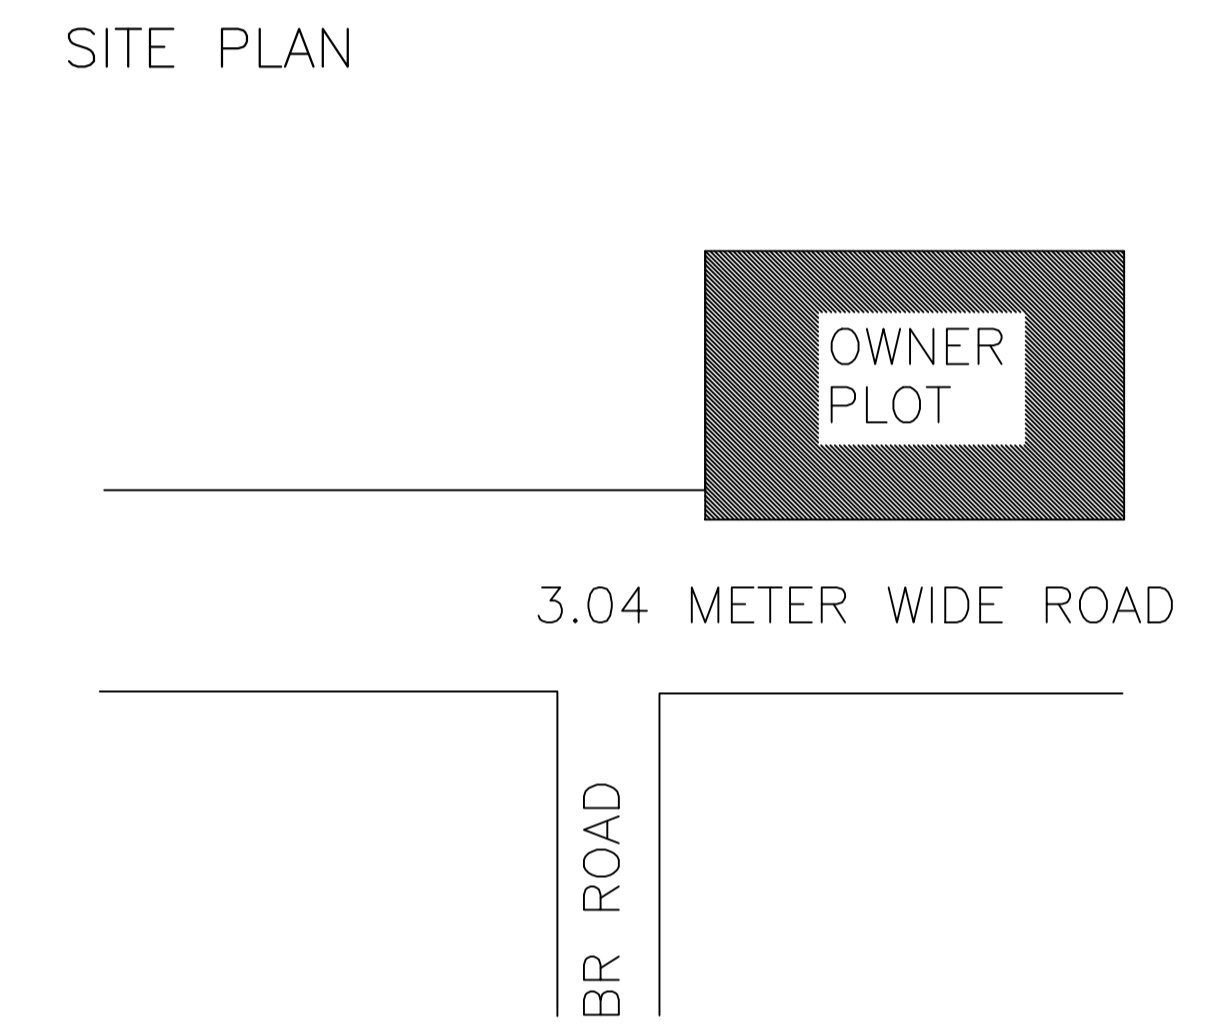 SITE PLAN
OWNER
PLOT
3.04 METER WIDE ROAD
BR ROAD